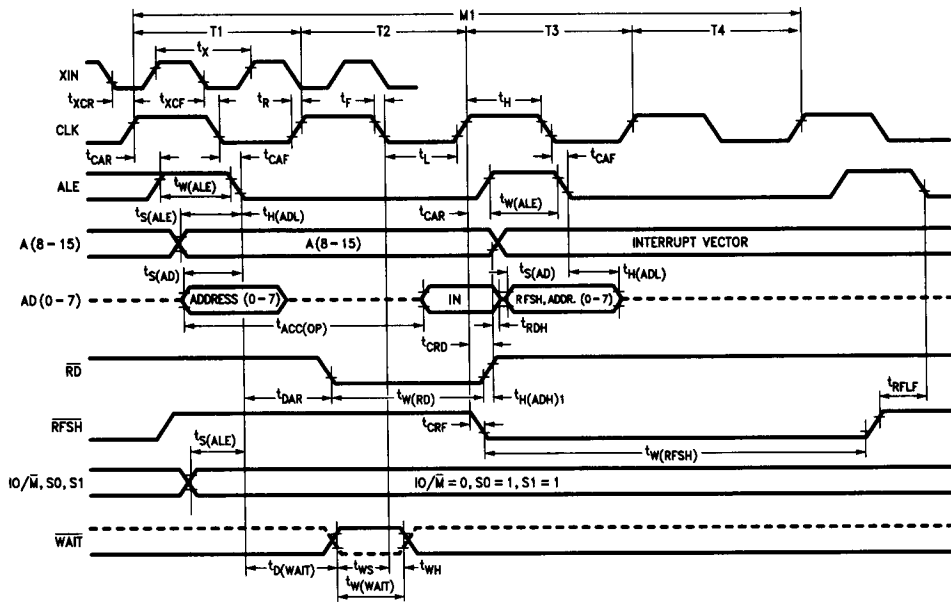 M1
T1 T2 T3 T4
tX
XIN
tXCR tXCF tR tF tH
CLK
tCAR tCAF tL tCAF
ALE
tW(ALE) tW(ALE)
tS(ALE) tH(ADL) tCAR
A(8-15) A(8-15) INTERRUPT VECTOR
tS(AD) tS(AD) tH(ADL)
AD(0-7) ADDRESS (0-7) IN RFSH, ADDR. (0-7)
tACC(OP) tRDH
tCRD
RD
tDAR tW(RD) tH(ADH)1 tRFLF
RFSH
tCRF
tS(ALE) tW(RFSH)
IO/M̅, S0, S1 IO/M̅=0, S0=1, S1=1
WAIT
tD(WAIT) tWS tWH
tW(WAIT)